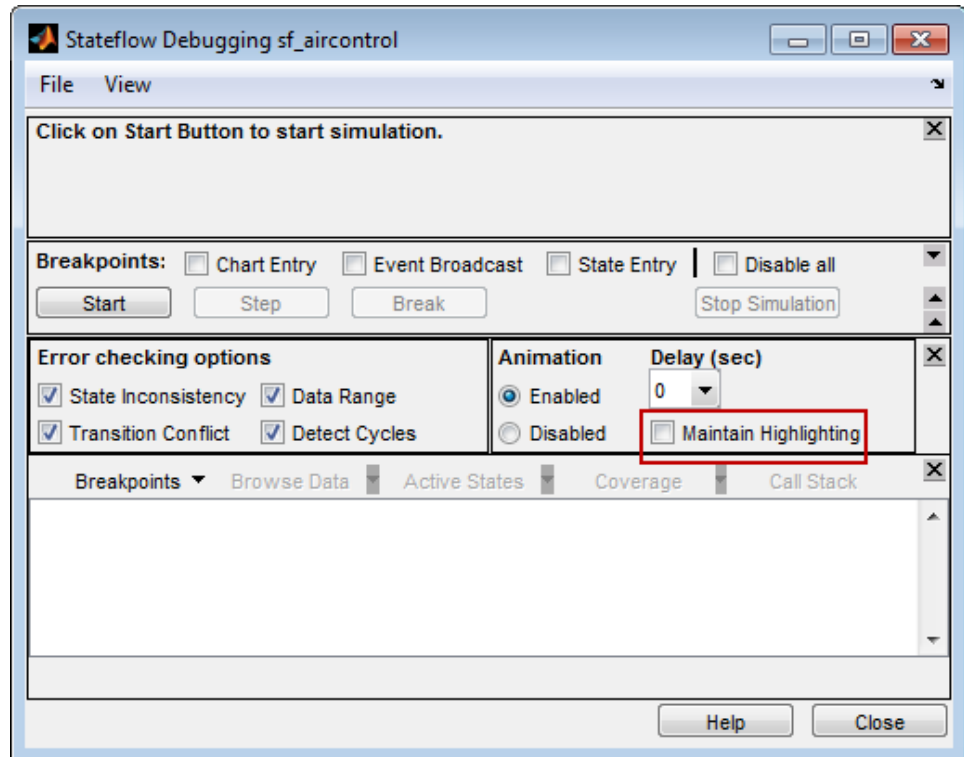 Stateflow Debugging sf_aircontrol
File View
Click on Start Button to start simulation.
Breakpoints: Chart Entry Event Broadcast State Entry Disable all
Start Step Break Stop Simulation
Error checking options Animation Delay (sec)
State Inconsistency Data Range Enabled 0
Transition Conflict Detect Cycles Disabled Maintain Highlighting
Breakpoints Browse Data Active States Coverage Call Stack
Help Close